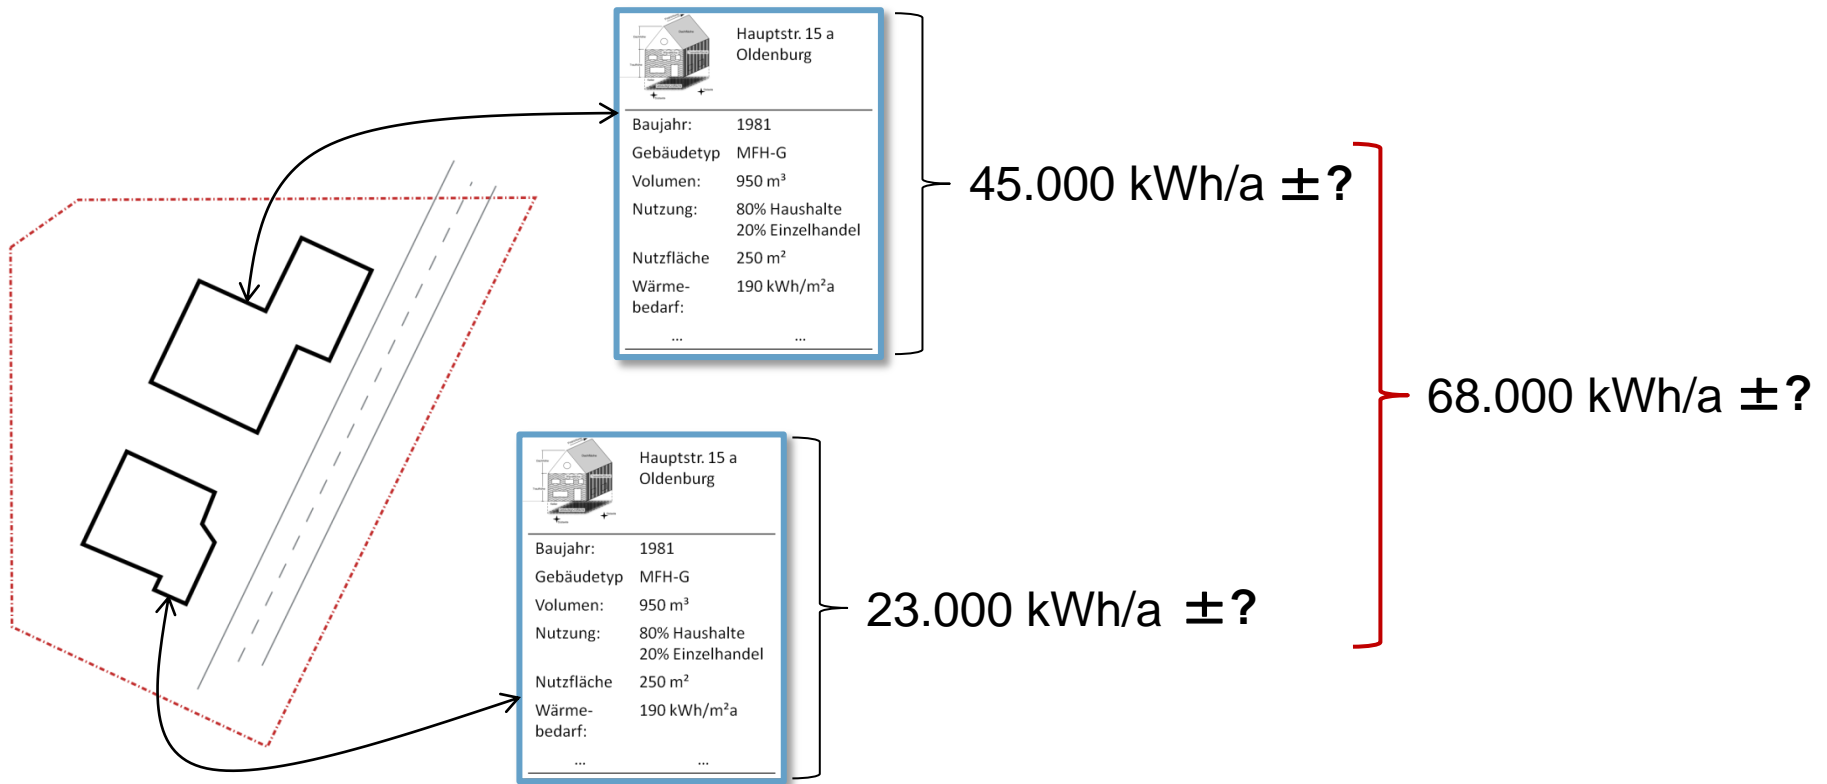 Hauptstr. 15 a
Oldenburg
Baujahr: 1981
Gebäudetyp MFH-G
Volumen: 950 m³
Nutzung: 80% Haushalte
20% Einzelhandel
Nutzfläche 250 m²
Wärme- 190 kWh/m²a
bedarf:
... ...
45.000 kWh/a ±?
68.000 kWh/a ±?
Hauptstr. 15 a
Oldenburg
Baujahr: 1981
Gebäudetyp MFH-G
Volumen: 950 m³
Nutzung: 80% Haushalte
20% Einzelhandel
Nutzfläche 250 m²
Wärme- 190 kWh/m²a
bedarf:
... ...
23.000 kWh/a ±?